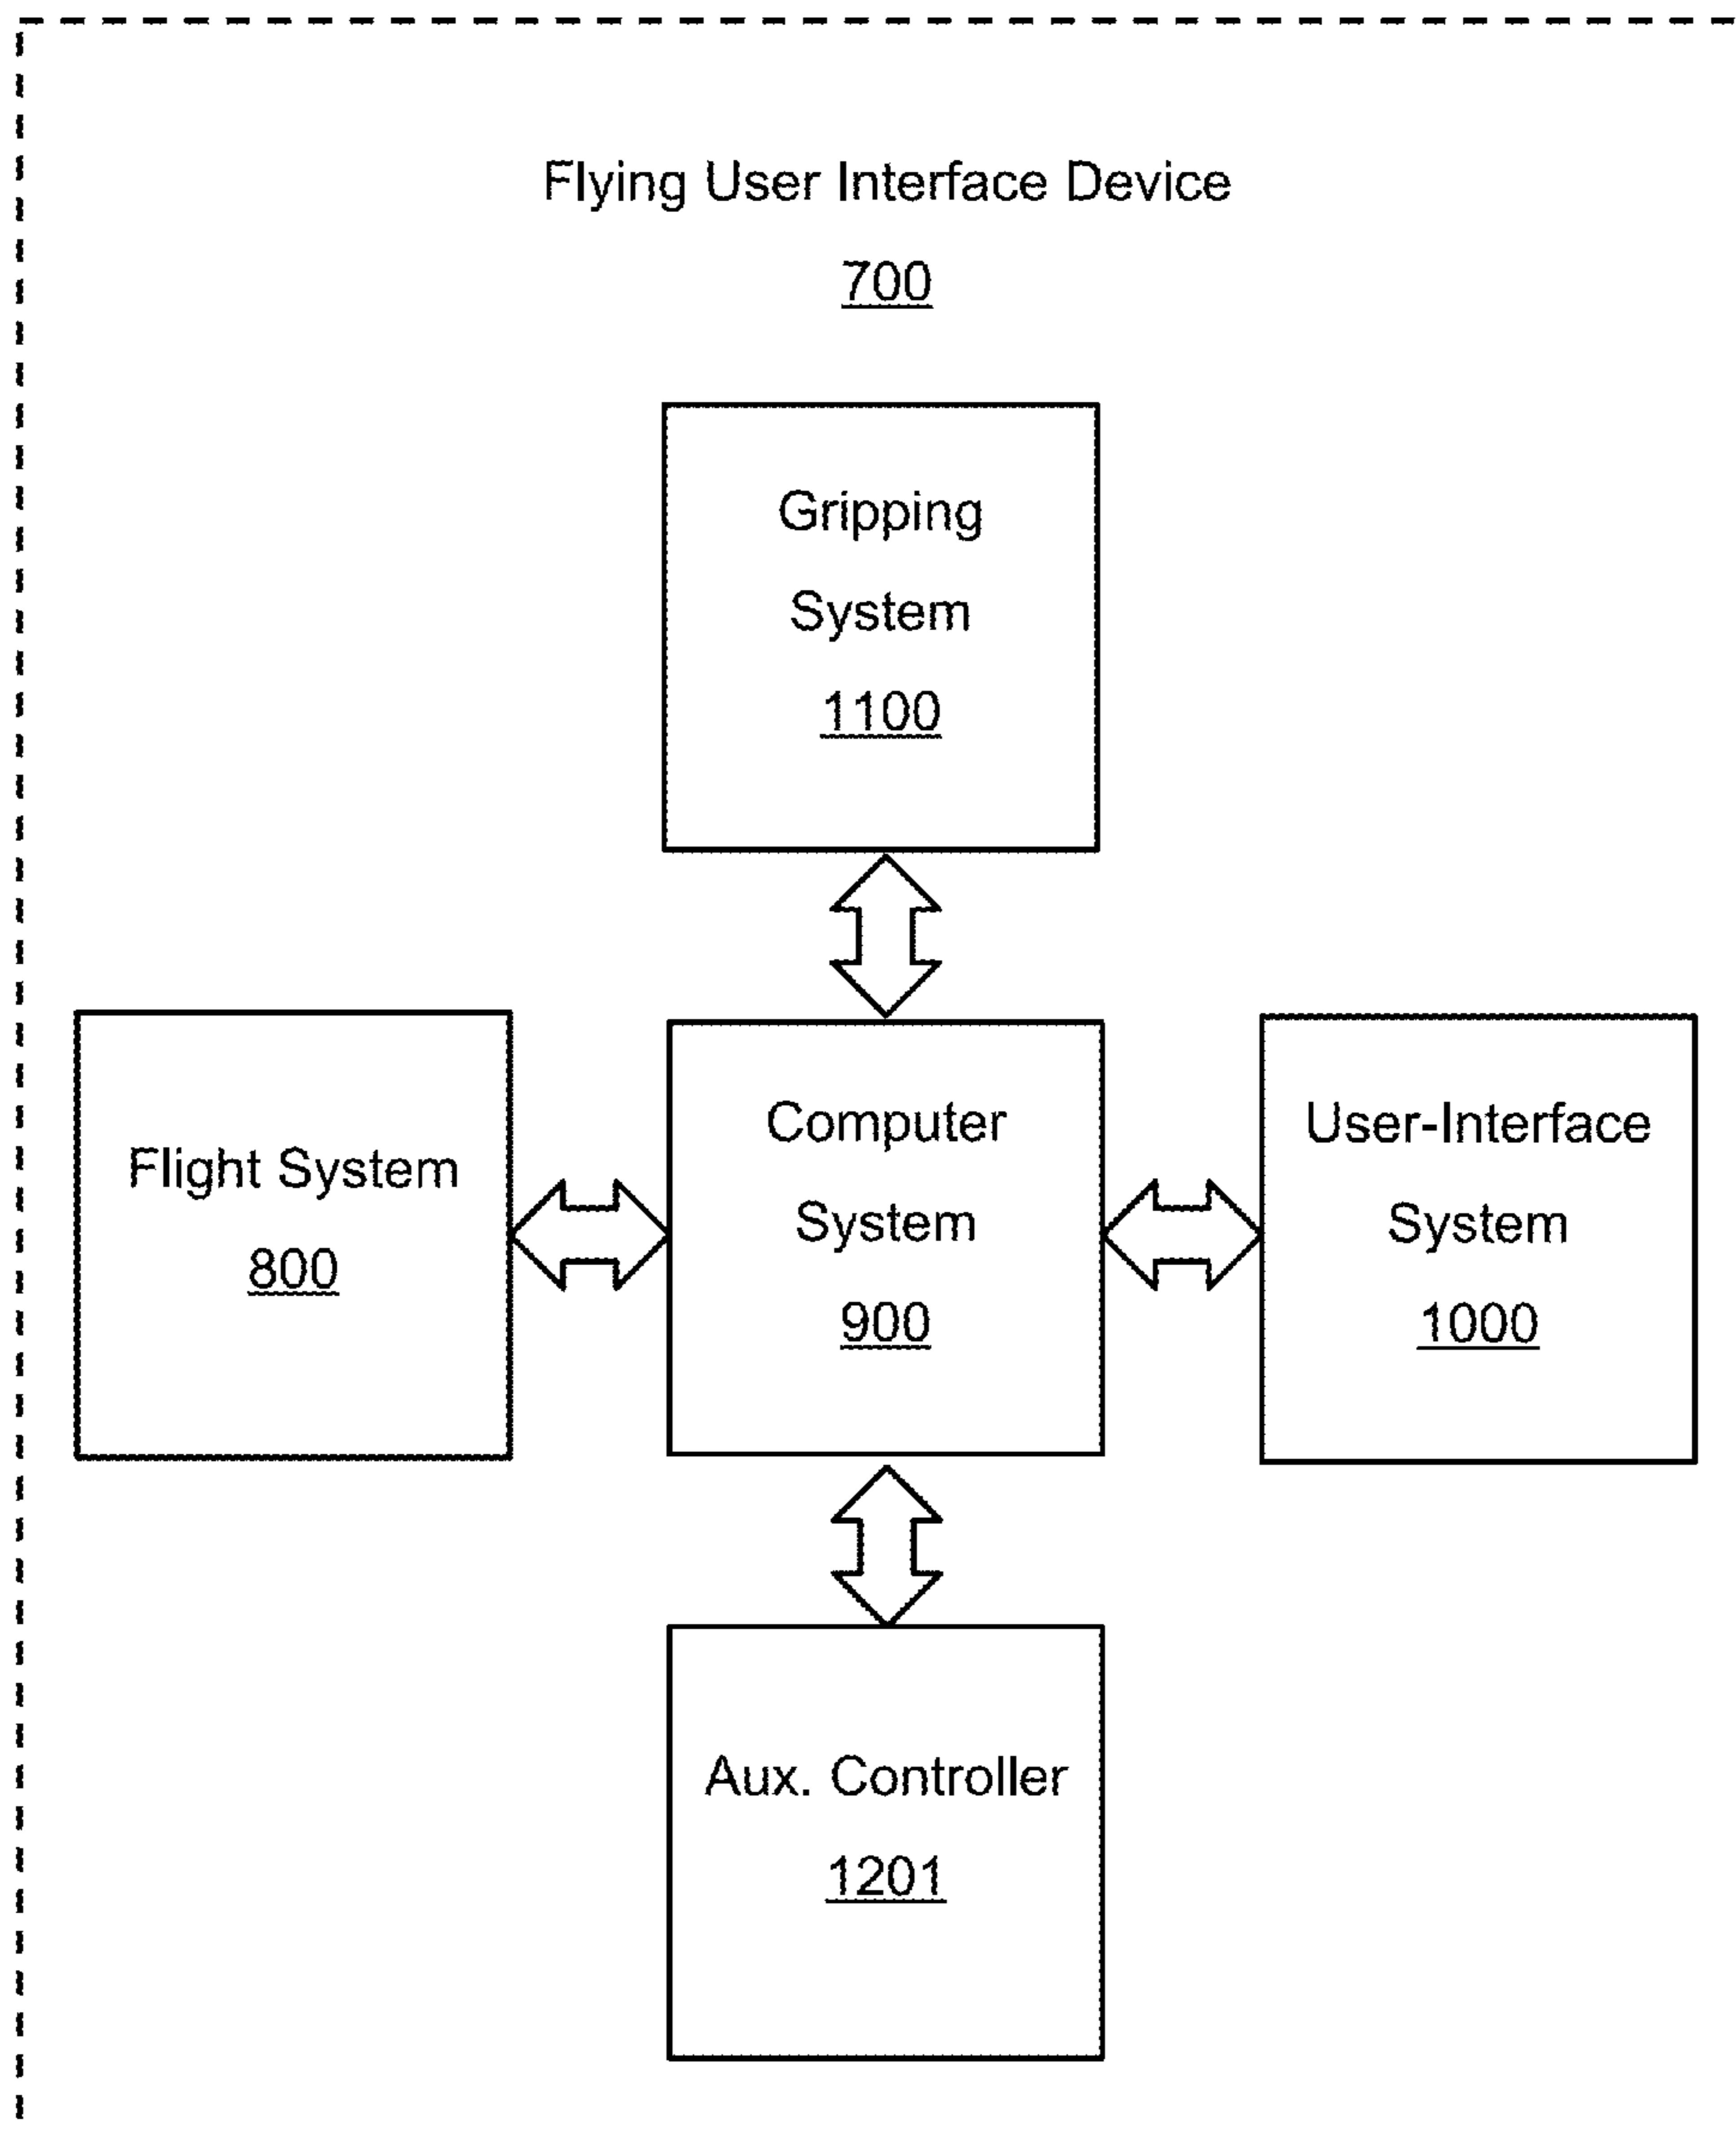 Flying User Interface Device
700
Gripping
System
1100
Flight System
800
Computer
System
900
User-Interface
System
1000
Aux. Controller
1201